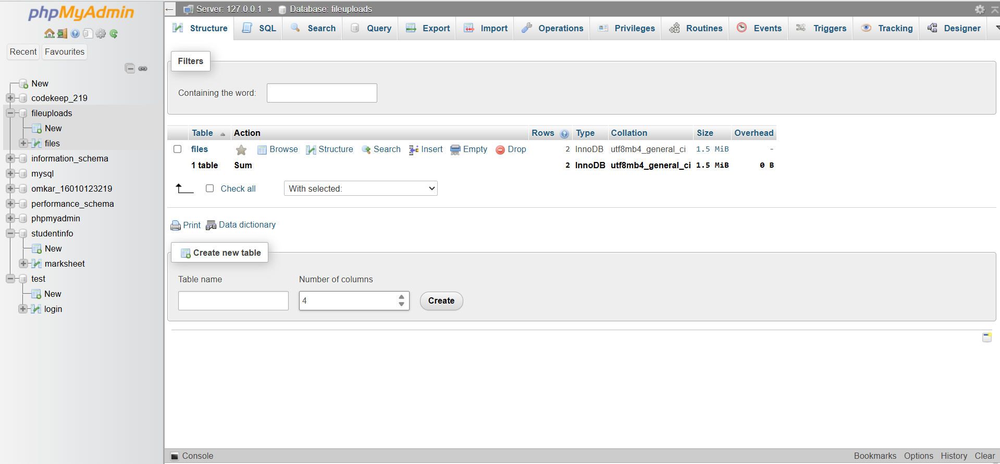 phpMyAdmin
Recent Favourites
New
codekeep_219
fileuploads
New
files
information_schema
mysql
omkar_16010123219
performance_schema
phpmyadmin
studentinfo
New
marksheet
test
New
login
Server: 127.0.0.1 » Database: fileuploads
Structure SQL Search Query Export Import Operations Privileges Routines Events Triggers Tracking Designer
Filters
Containing the word:
Table Action Rows Type Collation Size Overhead
files Browse Structure Search Insert Empty Drop 2 InnoDB utf8mb4_general_ci 1.5 MiB -
1 table Sum 2 InnoDB utf8mb4_general_ci 1.5 MiB 0 B
Check all With selected:
Print Data dictionary
Create new table
Table name Number of columns
4 Create
Console Bookmarks Options History Clear